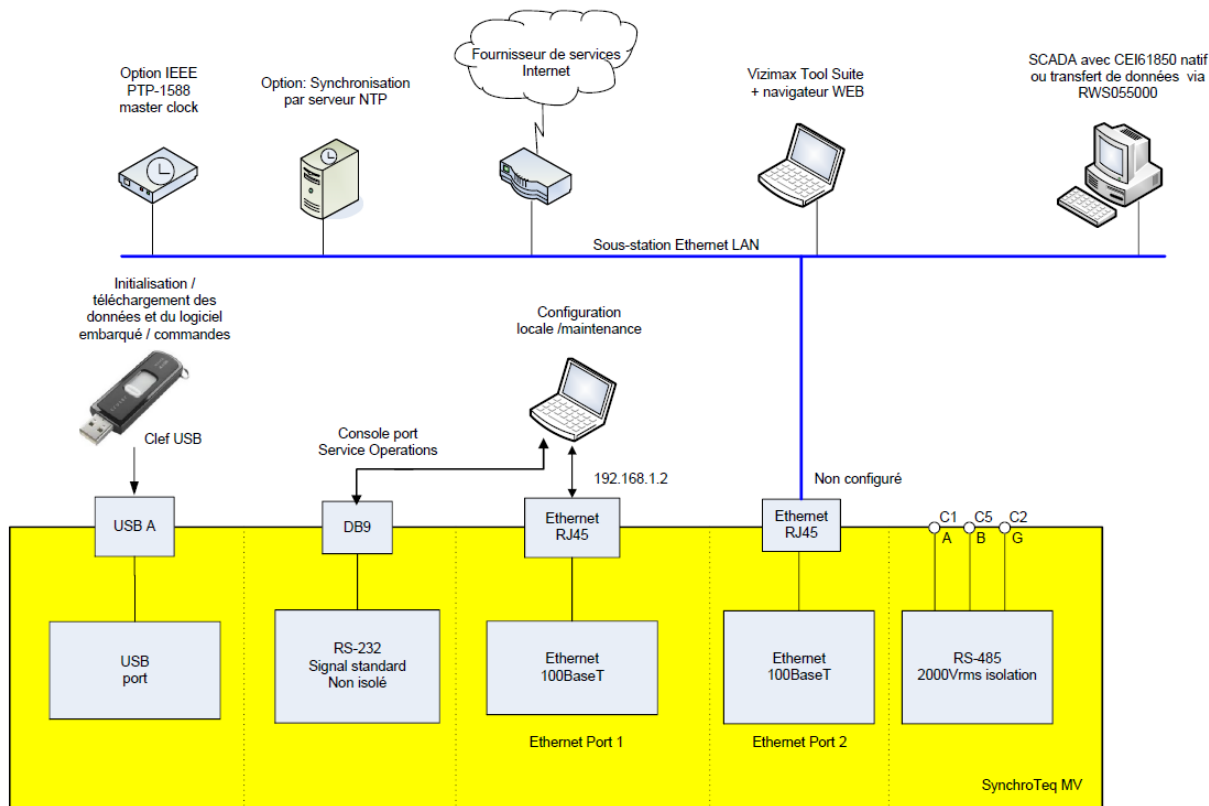 Option IEEE
PTP-1588
master clock
Option: Synchronisation
par serveur NTP
Fournisseur de services
Internet
Vizimax Tool Suite
+ navigateur WEB
SCADA avec CEI61850 natif
ou transfert de données via
RWS055000
Sous-station Ethernet LAN
Initialisation /
téléchargement des
données et du logiciel
embarqué / commandes
Clef USB
Configuration
locale /maintenance
Console port
Service Operations
192.168.1.2
Non configuré
USB A
DB9
Ethernet
RJ45
Ethernet
RJ45
C1
C5
C2
A
B
G
USB
port
RS-232
Signal standard
Non isolé
Ethernet
100BaseT
Ethernet
100BaseT
RS-485
2000Vrms isolation
Ethernet Port 1
Ethernet Port 2
SynchroTeq MV